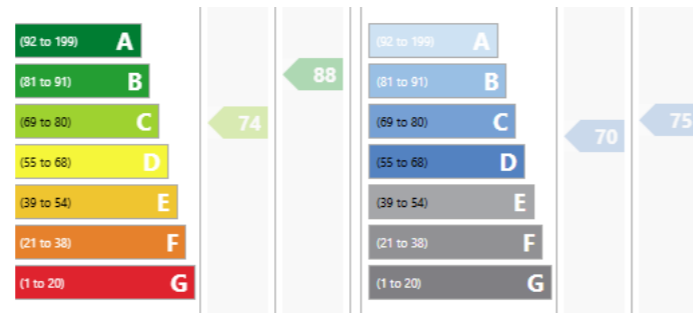 (92 to 199) A
(81 to 91) B
88
(69 to 80) C
74
(55 to 68) D
(39 to 54) E
(21 to 38) F
(1 to 20) G
(92 to 199) A
(81 to 91) B
(69 to 80) C
70
75
(55 to 68) D
(39 to 54) E
(21 to 38) F
(1 to 20) G